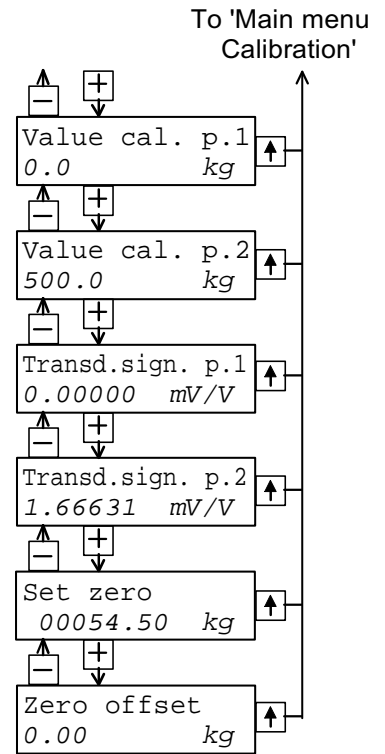 To 'Main menu
Calibration'
− +
Value cal. p.1
0.0 kg
− +
Value cal. p.2
500.0 kg
− +
Transd.sign. p.1
0.00000 mV/V
− +
Transd.sign. p.2
1.66631 mV/V
− +
Set zero
00054.50 kg
− +
Zero offset
0.00 kg